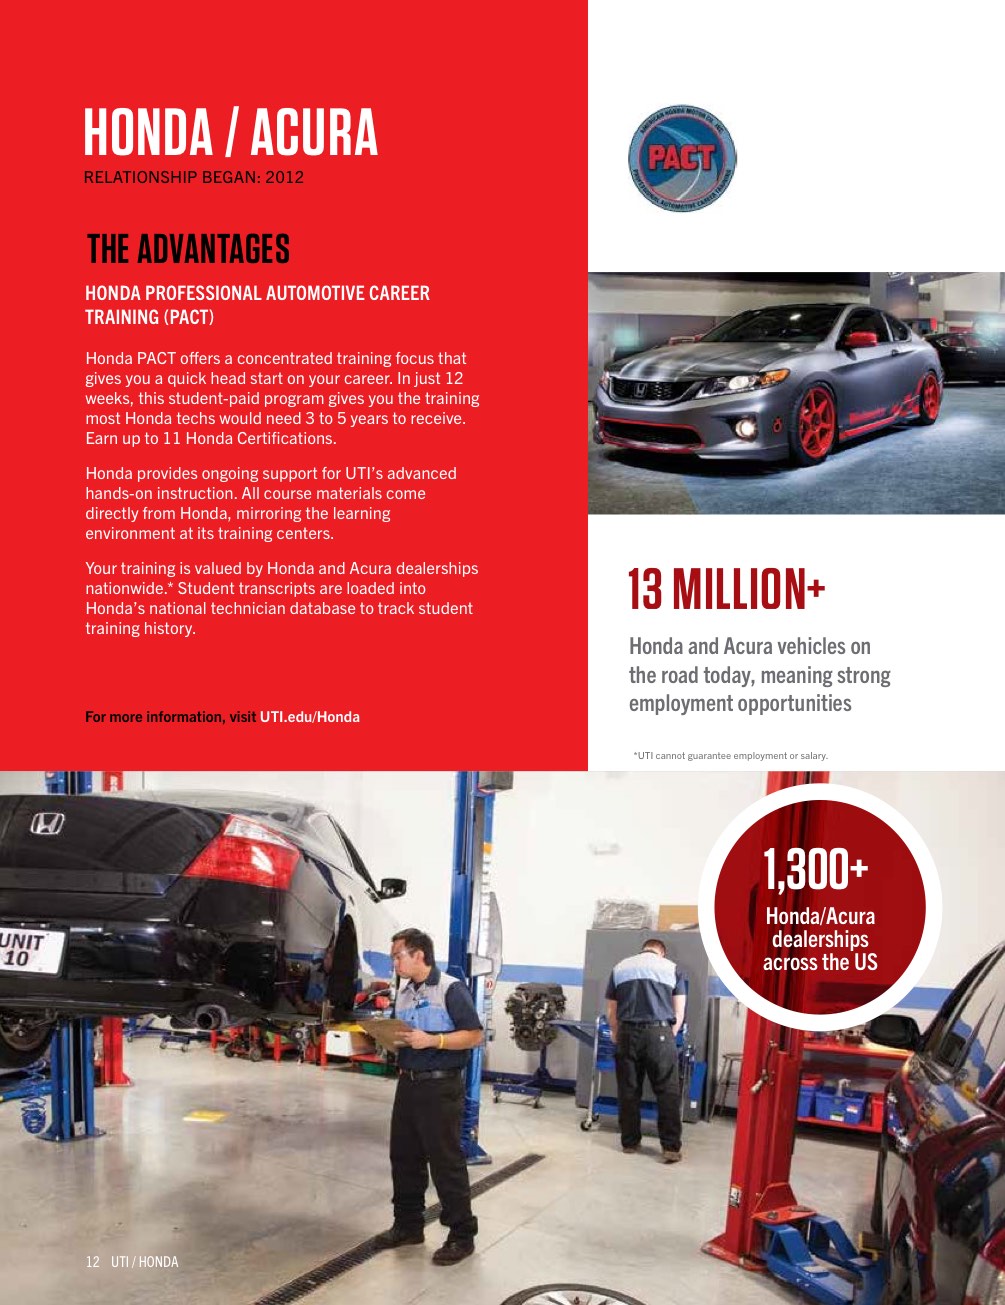 HONDA / ACURA
RELATIONSHIP BEGAN: 2012
THE ADVANTAGES
HONDA PROFESSIONAL AUTOMOTIVE CAREER
TRAINING (PACT)
Honda PACT offers a concentrated training focus that
gives you a quick head start on your career. In just 12
weeks, this student-paid program gives you the training
most Honda techs would need 3 to 5 years to receive.
Earn up to 11 Honda Certifications.
Honda provides ongoing support for UTI’s advanced
hands-on instruction. All course materials come
directly from Honda, mirroring the learning
environment at its training centers.
Your training is valued by Honda and Acura dealerships
nationwide.* Student transcripts are loaded into
Honda’s national technician database to track student
training history.
For more information, visit UTI.edu/Honda
AMERICAN HONDA MOTOR CO., INC.
PACT
PROFESSIONAL AUTOMOTIVE CAREER TRAINING
13 MILLION+
Honda and Acura vehicles on
the road today, meaning strong
employment opportunities
*UTI cannot guarantee employment or salary.
1,300+
Honda/Acura
dealerships
across the US
UNIT
10
12 UTI / HONDA